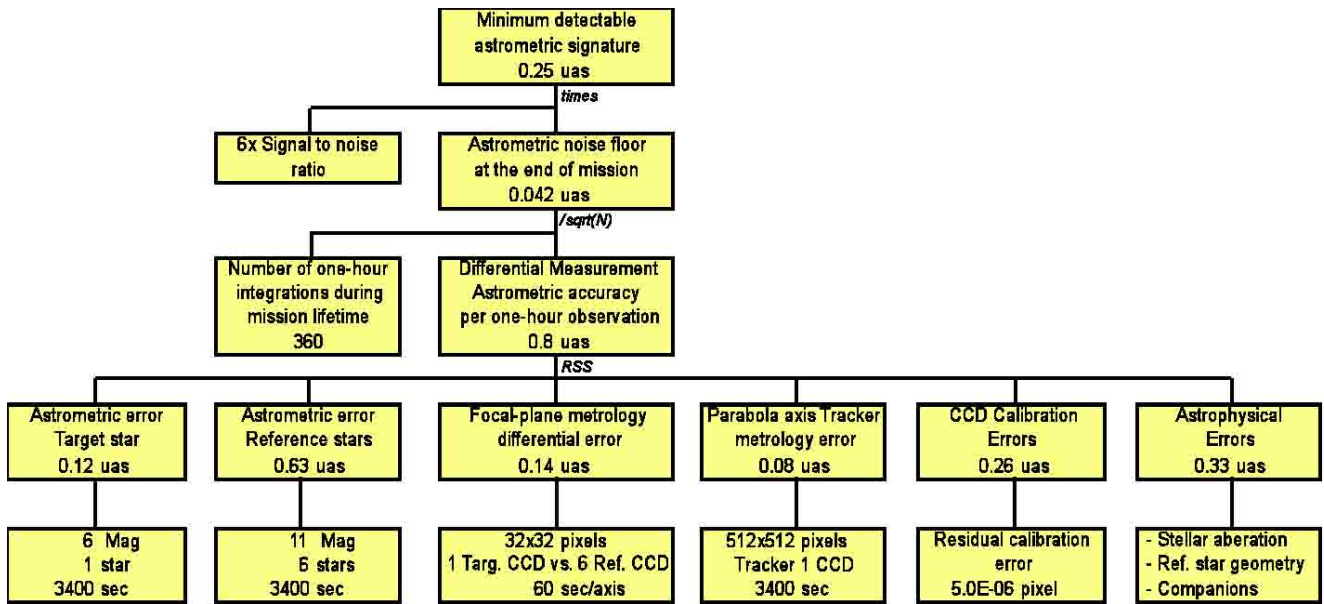 Minimum detectable
astrometric signature
0.25 uas
times
6x Signal to noise
ratio
Astrometric noise floor
at the end of mission
0.042 uas
/sqrt(N)
Number of one-hour
integrations during
mission lifetime
360
Differential Measurement
Astrometric accuracy
per one-hour observation
0.8 uas
RSS
Astrometric error
Target star
0.12 uas
Astrometric error
Reference stars
0.63 uas
Focal-plane metrology
differential error
0.14 uas
Parabola axis Tracker
metrology error
0.08 uas
CCD Calibration
Errors
0.26 uas
Astrophysical
Errors
0.33 uas
6 Mag
1 star
3400 sec
11 Mag
6 stars
3400 sec
32x32 pixels
1 Targ. CCD vs. 6 Ref. CCD
60 sec/axis
512x512 pixels
Tracker 1 CCD
3400 sec
Residual calibration
error
5.0E-06 pixel
- Stellar aberation
- Ref. star geometry
- Companions